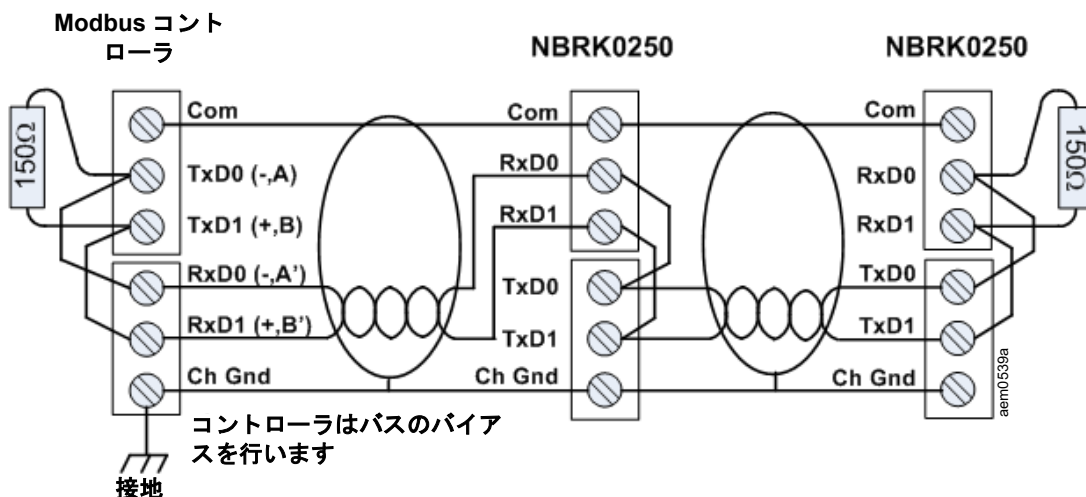 Modbus コント
ローラ
NBRK0250
NBRK0250
150Ω
Com
TxD0 (-,A)
TxD1 (+,B)
RxD0 (-,A')
RxD1 (+,B')
Ch Gnd
コントローラはバスのバイア
スを行います
接地
Com
RxD0
RxD1
TxD0
TxD1
Ch Gnd
Com
RxD0
RxD1
TxD0
TxD1
Ch Gnd
150Ω
aem0539a